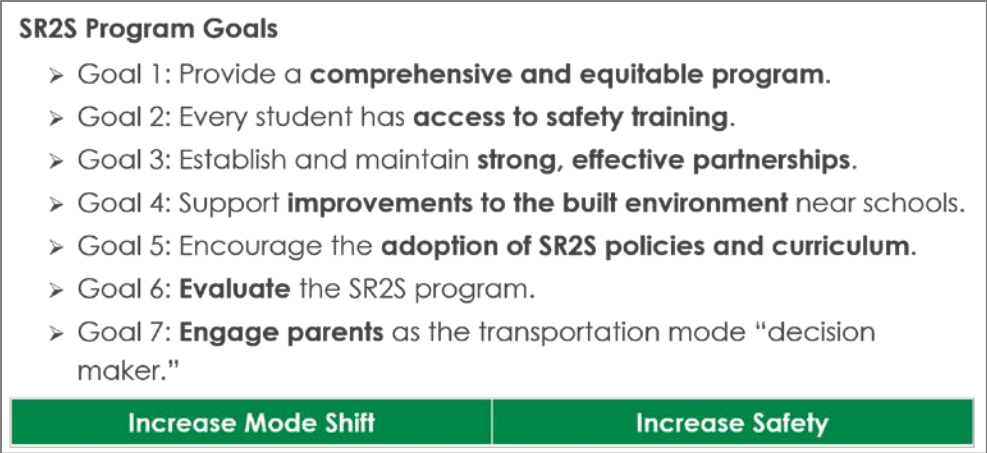 SR2S Program Goals
➢ Goal 1: Provide a comprehensive and equitable program.
➢ Goal 2: Every student has access to safety training.
➢ Goal 3: Establish and maintain strong, effective partnerships.
➢ Goal 4: Support improvements to the built environment near schools.
➢ Goal 5: Encourage the adoption of SR2S policies and curriculum.
➢ Goal 6: Evaluate the SR2S program.
➢ Goal 7: Engage parents as the transportation mode “decision
maker.”
Increase Mode Shift Increase Safety